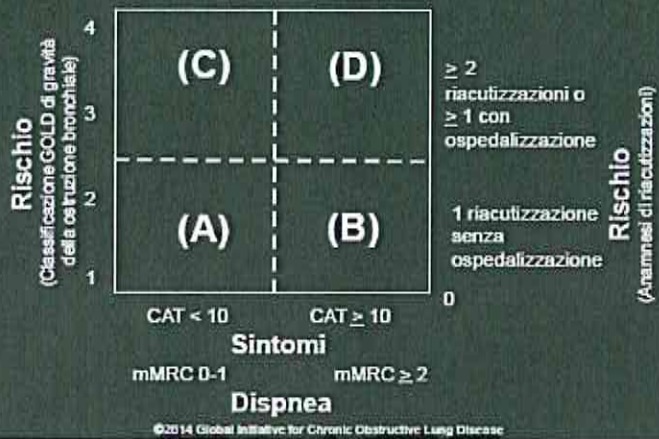 Rischio
(Classificazione GOLD di gravità
della ostruzione bronchiale)
4
3
2
1
(C)
(D)
(A)
(B)
≥ 2
riacutizzazioni o
≥ 1 con
ospedalizzazione
1 riacutizzazione
senza
ospedalizzazione
0
Rischio
(Anamnesi di riacutizzazioni)
CAT < 10
CAT ≥ 10
Sintomi
mMRC 0-1
mMRC ≥ 2
Dispnea
©2014 Global Initiative for Chronic Obstructive Lung Disease